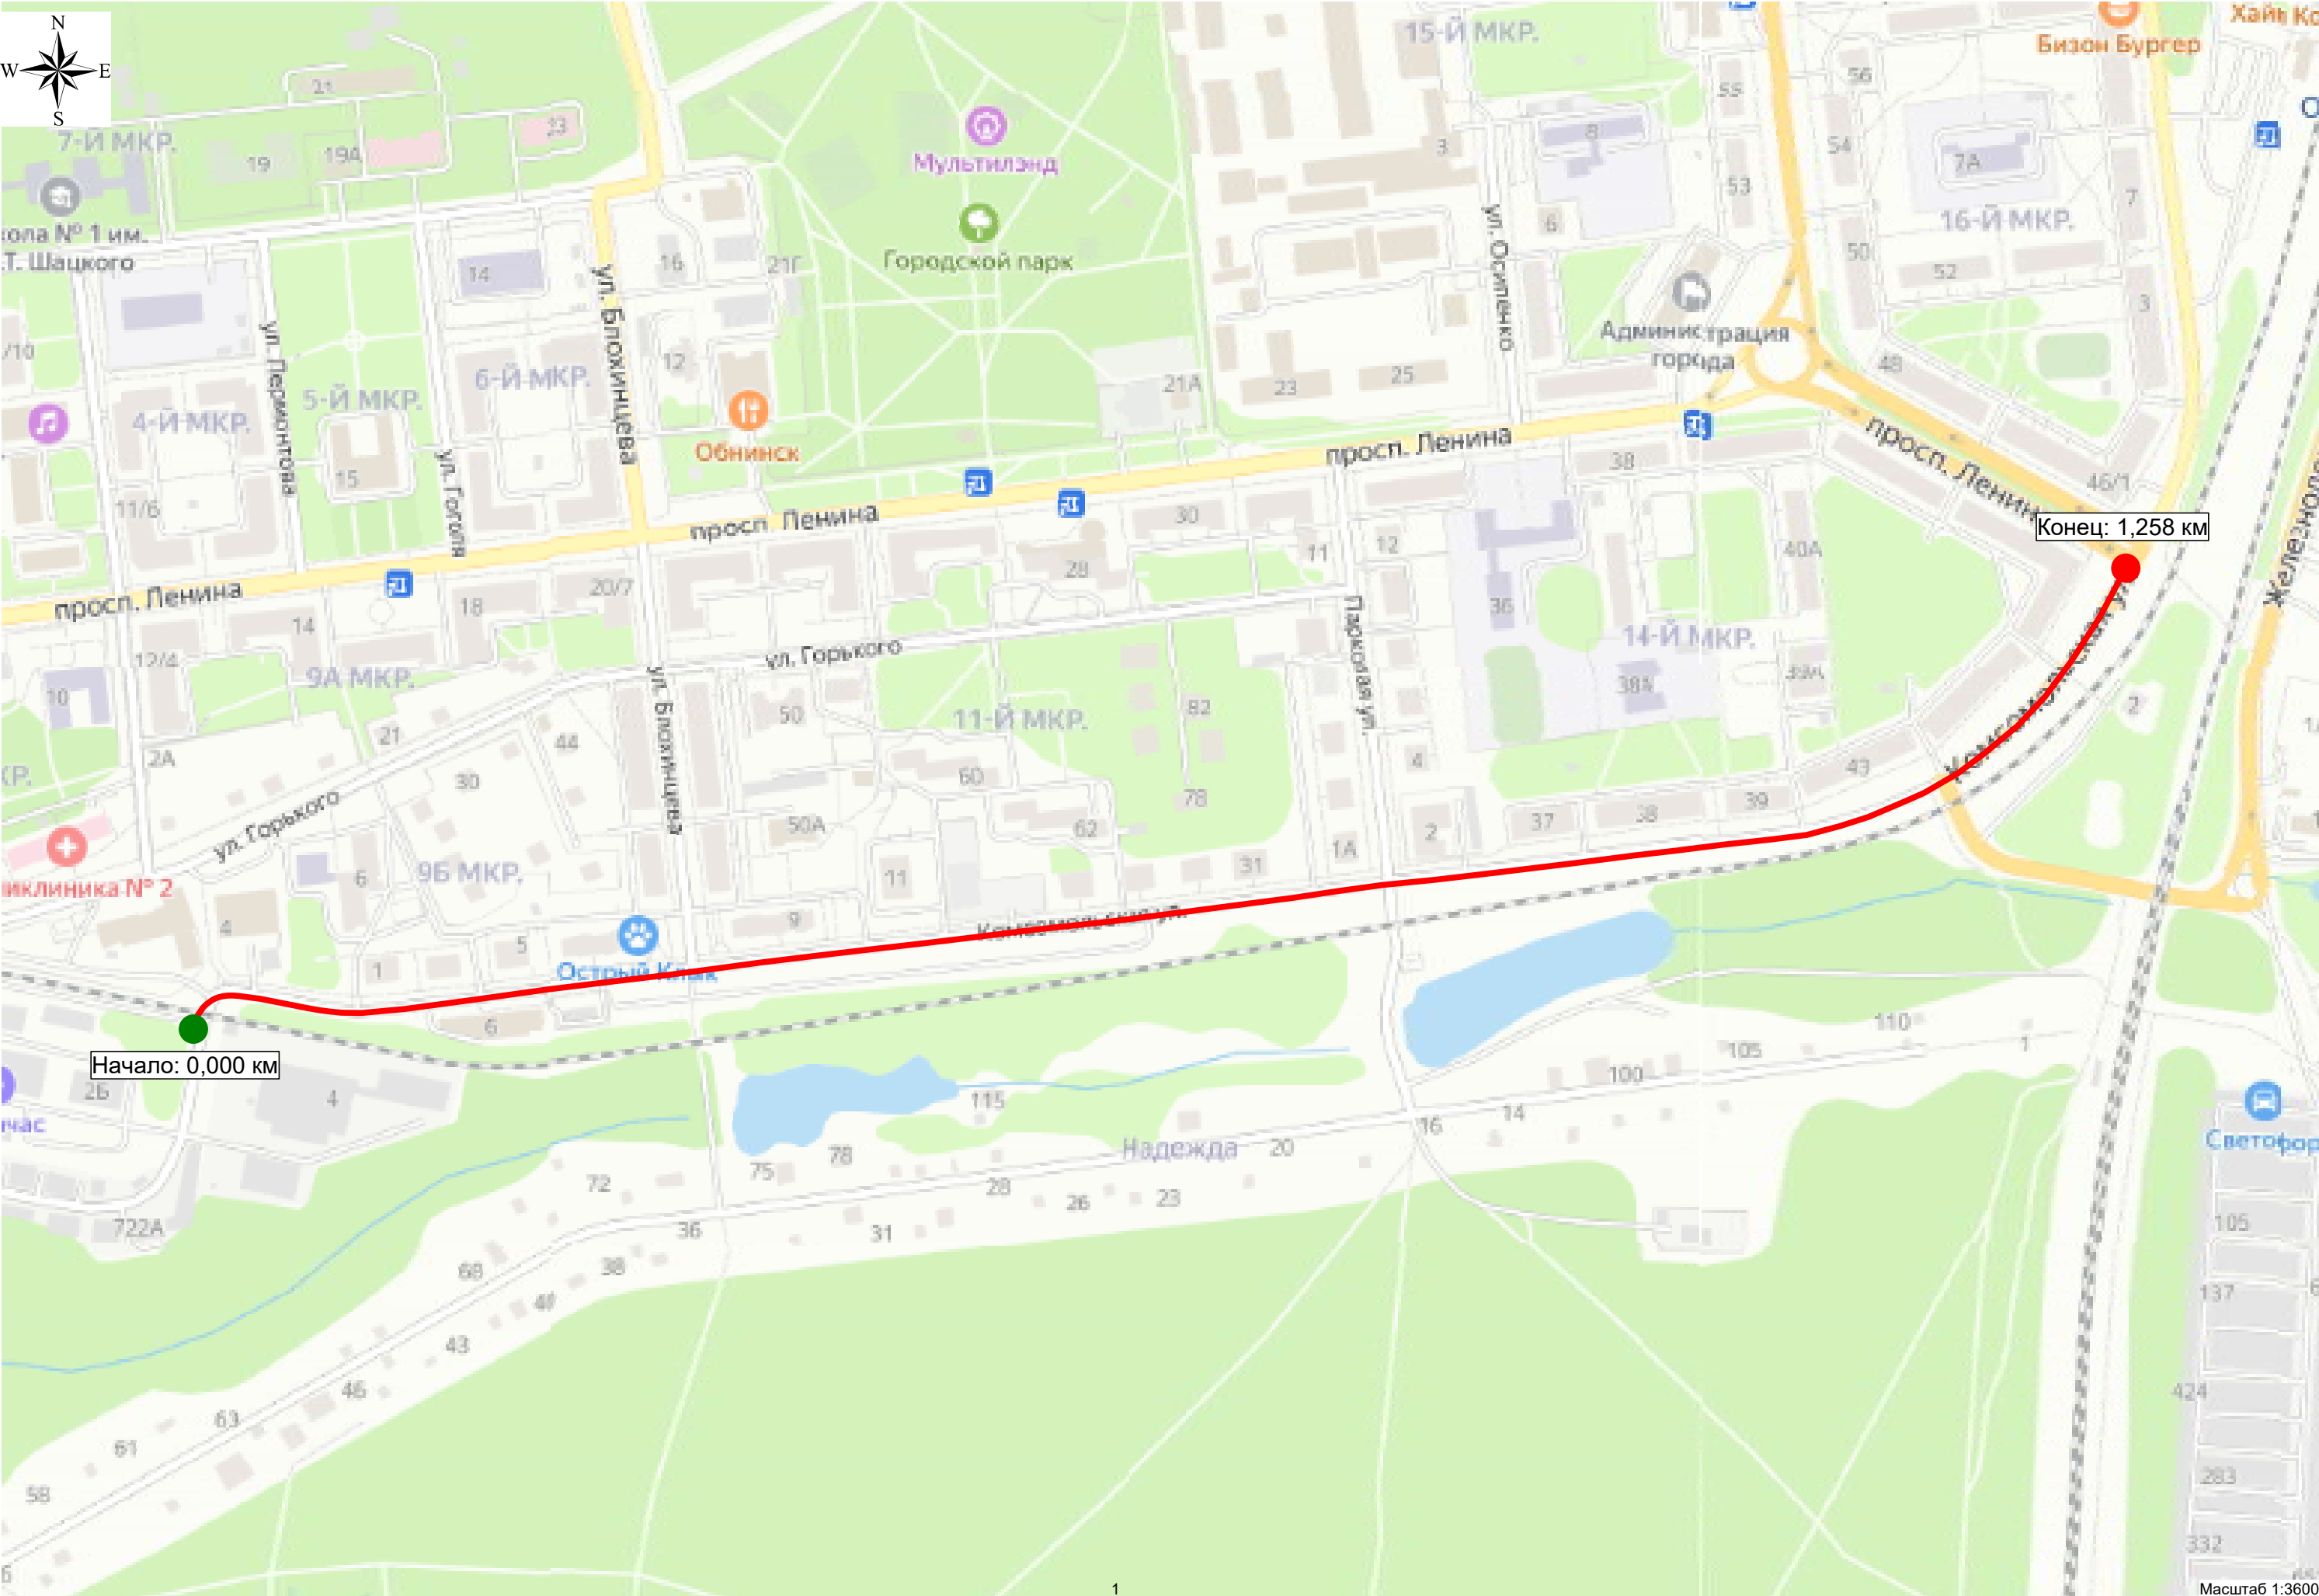 N
W
E
S
15-Й МКР.
Бизон Бургер
21
56
55
23
7-Й МКР.
19
19А
8
3
54
7А
Мультилэнд
53
7
6
16-Й МКР.
ул. Осипенко
Т. Шацкого
14
16
21Г
Городской парк
50
52
3
ул. Блохинцева
ул. Лермонтова
Администрация
города
12
6-Й МКР.
5-Й МКР.
4-Й МКР.
21А
23
25
48
Обнинск
просп. Ленина
просп. Ленин
38
15
ул. Гоголя
11/6
46/1
просп. Ленина
30
12
11
Конец: 1,258 км
40А
28
20/7
18
просп. Ленина
14
36
Парковая ул.
14-Й МКР.
12/4
ул. Горького
9А МКР.
38А
10
50
11-Й МКР.
82
2
21
44
2А
ул. Блохинцева
4
30
60
78
43
39
38
37
ул. Горького
50А
62
2
1А
31
6
9Б МКР.
11
4
9
Комсомольская ул.
5
1
Острый Клык
6
Начало: 0,000 км
2Б
4
115
100
105
110
1
14
16
Светофор
Надежда
20
78
75
72
28
26
23
722А
36
31
105
68
38
137
43
46
424
63
61
283
58
332
1
Масштаб 1:3600